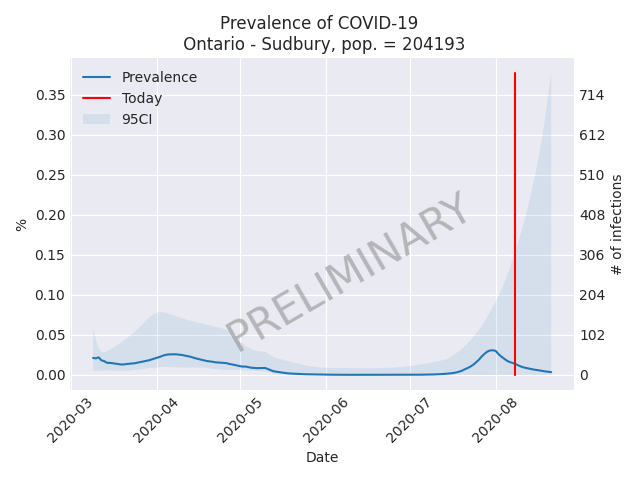 Prevalence of COVID-19
Ontario - Sudbury, pop. = 204193
Prevalence
Today
95CI
0.35
0.30
0.25
0.20
0.15
0.10
0.05
0.00
%
714
612
510
408
306
204
102
0
# of infections
PRELIMINARY
2020-03
2020-04
2020-05
2020-06
2020-07
2020-08
Date